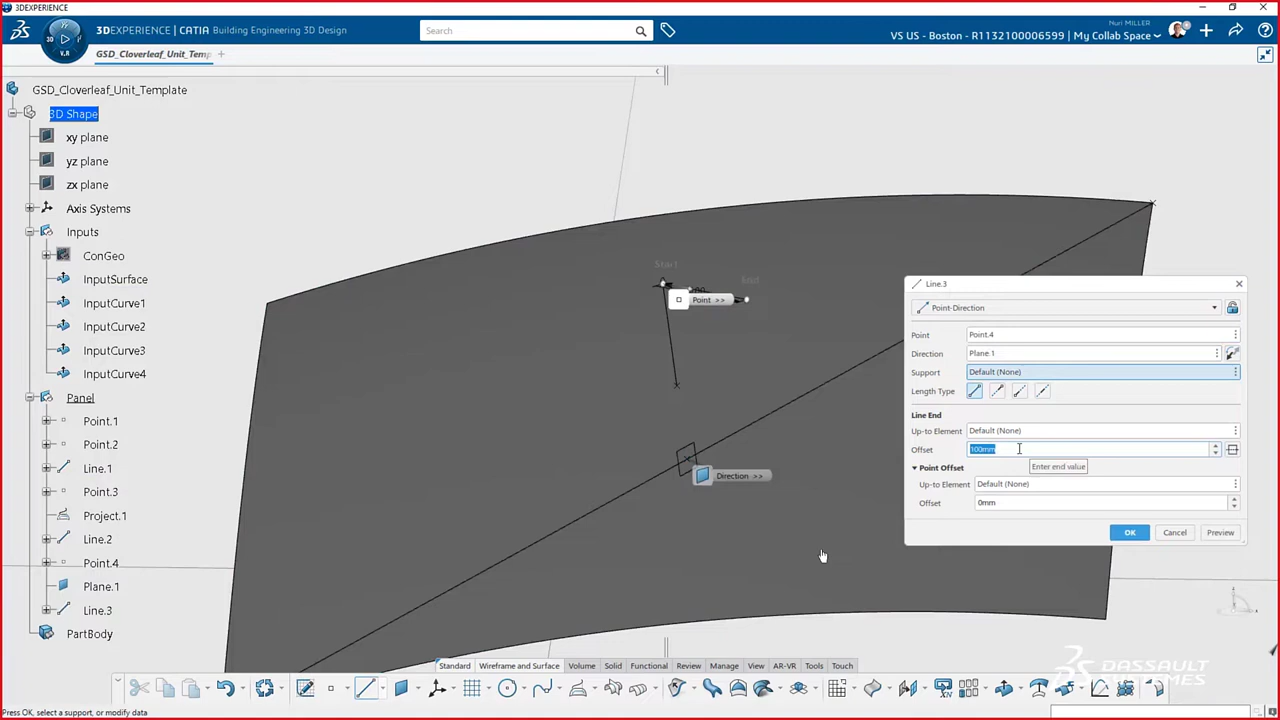 3DEXPERIENCE
3DEXPERIENCE | CATIA Building Engineering 3D Design
Search
Nuri MILLER
VS US - Boston - R1132100006599 | My Collab Space
3D
V.R
GSD_Cloverleaf_Unit_Temp
GSD_Cloverleaf_Unit_Template
3D Shape
xy plane
yz plane
zx plane
Axis Systems
Inputs
ConGeo
InputSurface
InputCurve1
InputCurve2
InputCurve3
InputCurve4
Panel
Point.1
Point.2
Line.1
Point.3
Project.1
Line.2
Point.4
Plane.1
Line.3
PartBody
Start
End
Point >>
Direction >>
Line.3
Point-Direction
Point Point.4
Direction Plane.1
Support Default (None)
Length Type
Line End
Up-to Element Default (None)
Offset 100mm
Enter end value
Point Offset
Up-to Element Default (None)
Offset 0mm
OK Cancel Preview
Standard Wireframe and Surface Volume Solid Functional Review Manage View AR-VR Tools Touch
DASSAULT
SYSTEMES
Press OK, select a support, or modify data